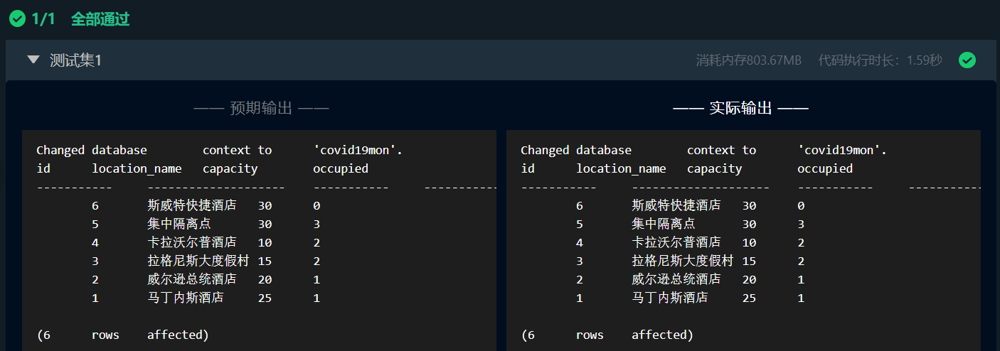 1/1 全部通过
测试集1 消耗内存803.67MB 代码执行时长：1.59秒
—— 预期输出 ——
Changed database context to 'covid19mon'.
id location_name capacity occupied
----------- -------------------- ----------- -----------
6 斯威特快捷酒店 30 0
5 集中隔离点 30 3
4 卡拉沃尔普酒店 10 2
3 拉格尼斯大度假村 15 2
2 威尔逊总统酒店 20 1
1 马丁内斯酒店 25 1
(6 rows affected)
—— 实际输出 ——
Changed database context to 'covid19mon'.
id location_name capacity occupied
----------- -------------------- ----------- -----------
6 斯威特快捷酒店 30 0
5 集中隔离点 30 3
4 卡拉沃尔普酒店 10 2
3 拉格尼斯大度假村 15 2
2 威尔逊总统酒店 20 1
1 马丁内斯酒店 25 1
(6 rows affected)